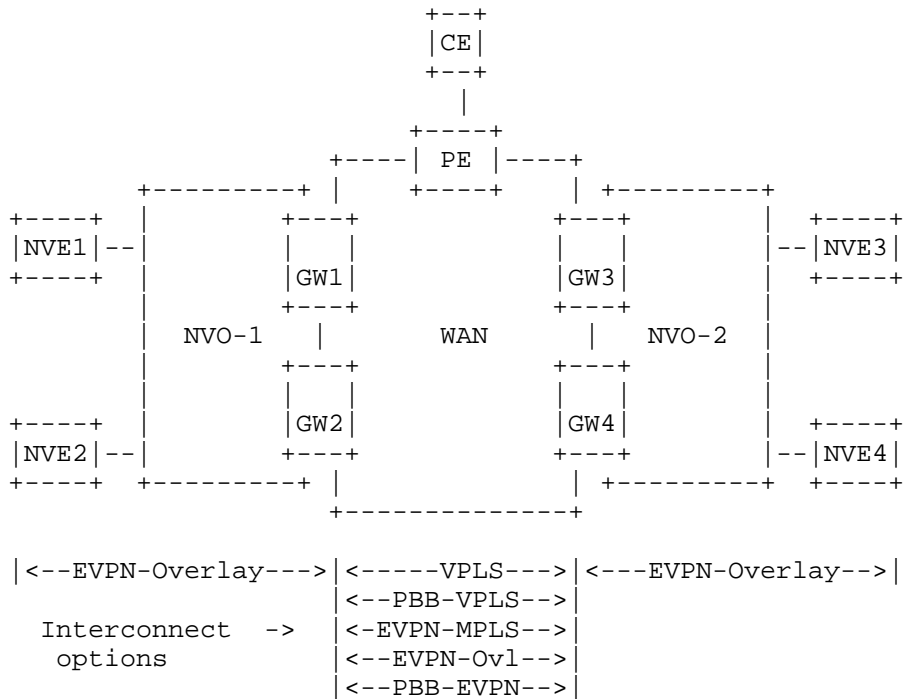 CE
PE
NVE1 NVE3
GW1 GW3
NVO-1 WAN NVO-2
GW2 GW4
NVE2 NVE4
|<--EVPN-Overlay--->|<-----VPLS--->|<---EVPN-Overlay-->|
|<--PBB-VPLS-->|
Interconnect -> |<-EVPN-MPLS-->|
options |<--EVPN-Ovl-->|
|<--PBB-EVPN-->|